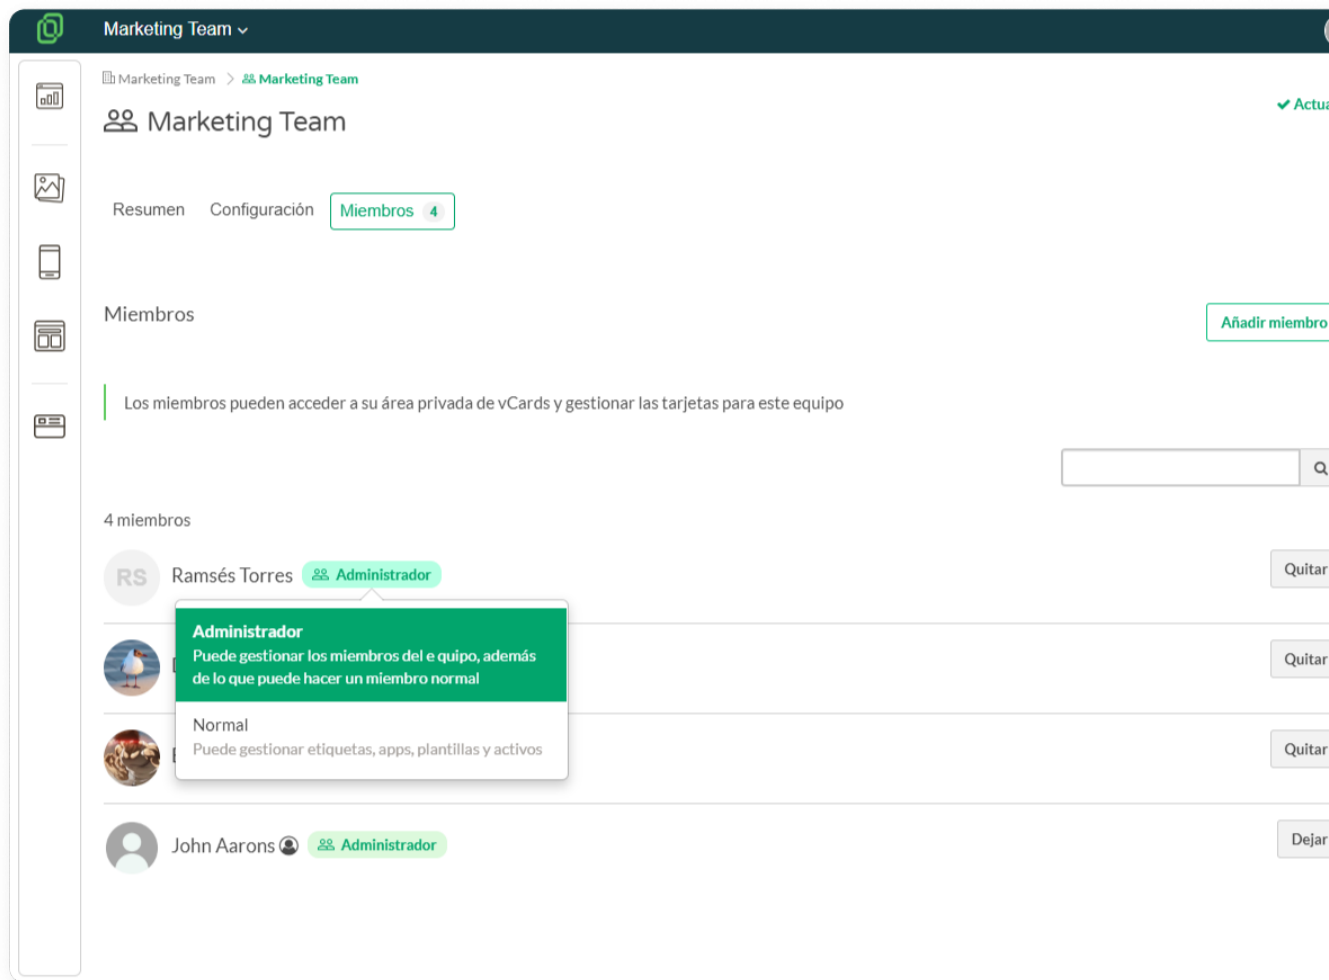 Marketing Team
Marketing Team > Marketing Team
Marketing Team
Resumen Configuración Miembros 4
Miembros
Añadir miembro
Los miembros pueden acceder a su área privada de vCards y gestionar las tarjetas para este equipo
4 miembros
RS Ramsés Torres Administrador Quitar
Administrador
Puede gestionar los miembros del e quipo, además
de lo que puede hacer un miembro normal
Quitar
Normal
Puede gestionar etiquetas, apps, plantillas y activos
Quitar
John Aarons Administrador Dejar